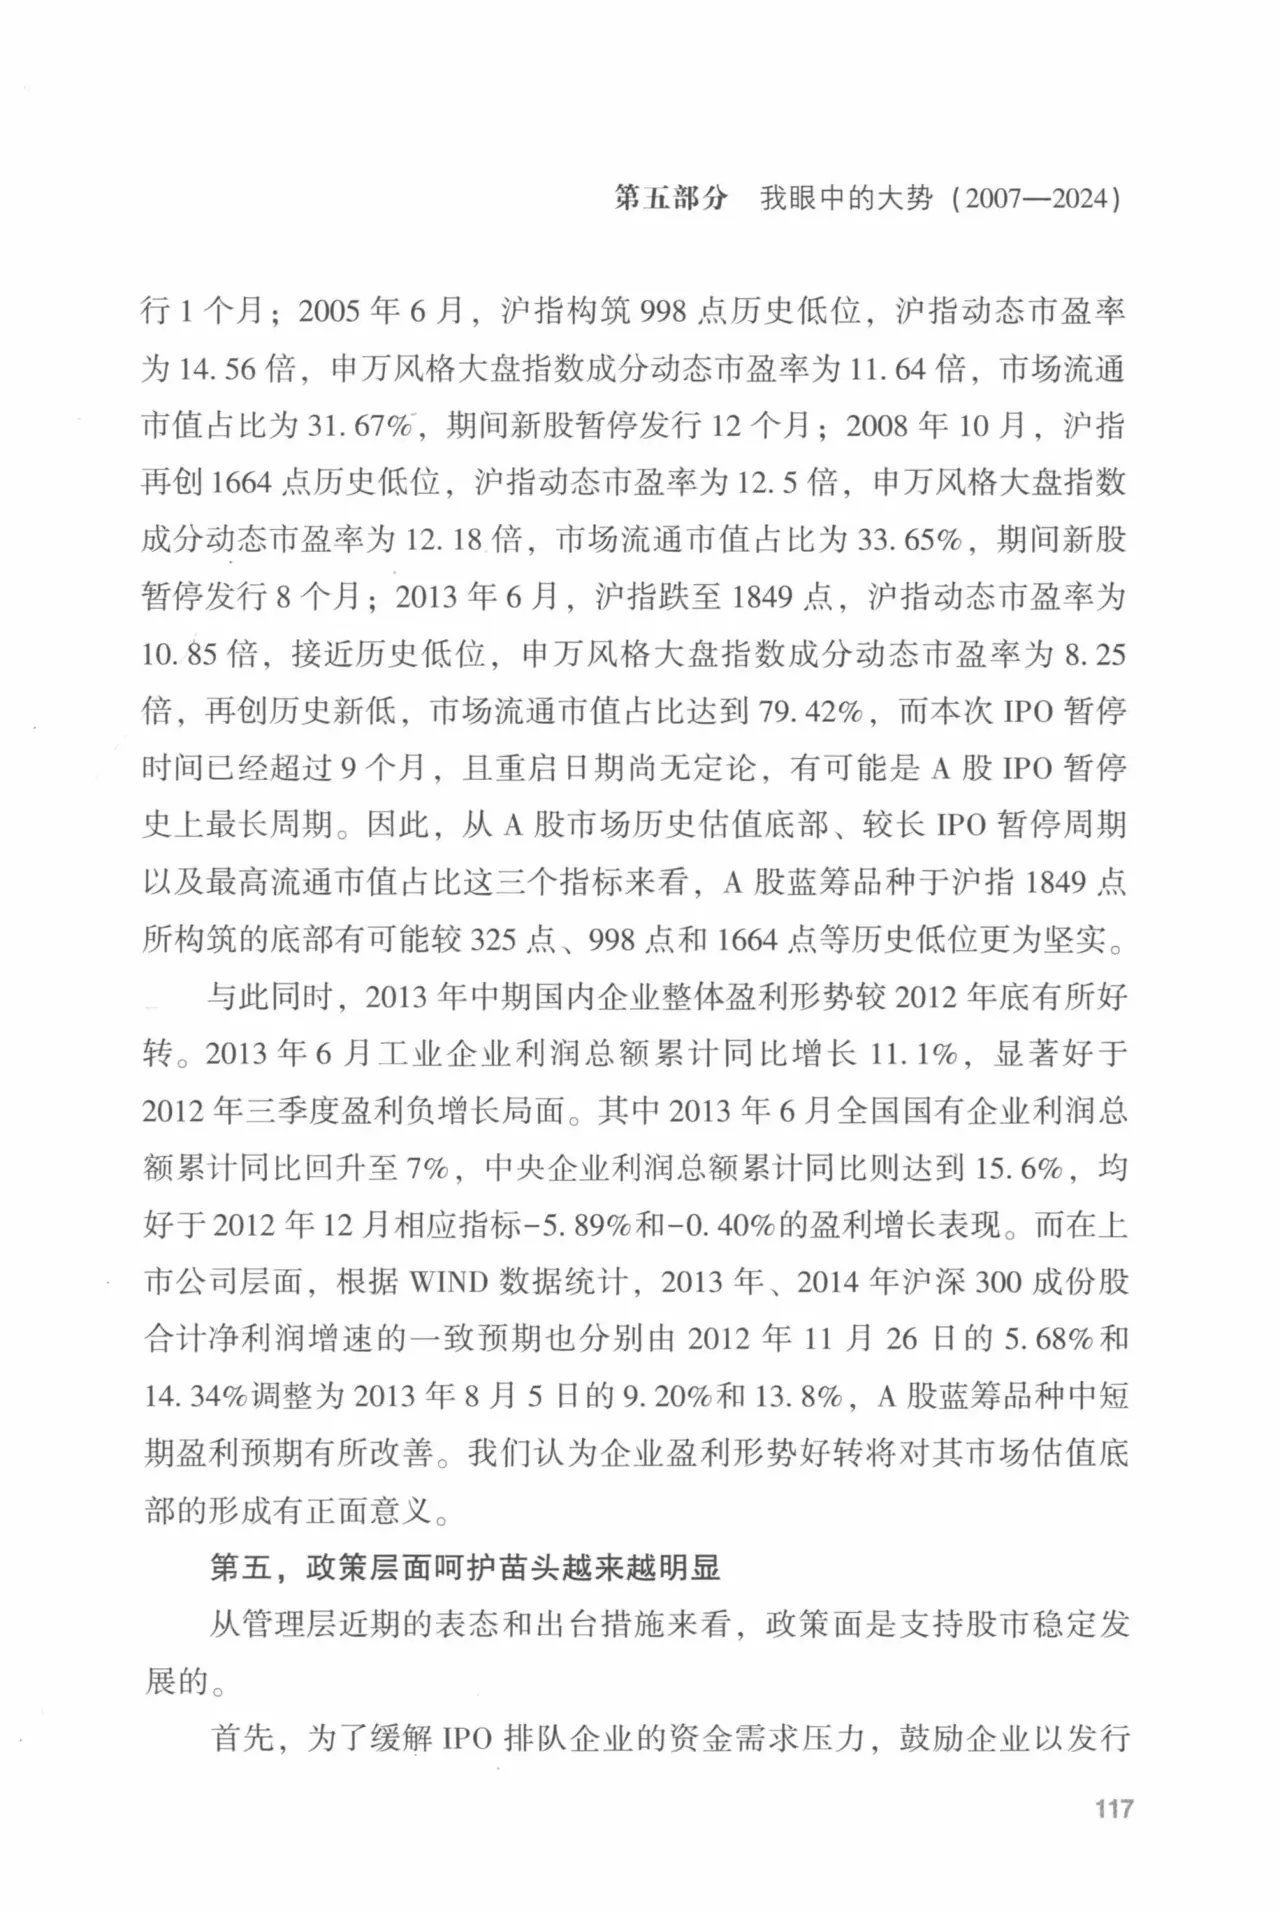 第五部分 我眼中的大势（2007—2024）
行1个月；2005年6月，沪指构筑998点历史低位，沪指动态市盈率
为14.56倍，申万风格大盘指数成分动态市盈率为11.64倍，市场流通
市值占比为31.67%，期间新股暂停发行12个月；2008年10月，沪指
再创1664点历史低位，沪指动态市盈率为12.5倍，申万风格大盘指数
成分动态市盈率为12.18倍，市场流通市值占比为33.65%，期间新股
暂停发行8个月；2013年6月，沪指跌至1849点，沪指动态市盈率为
10.85倍，接近历史低位，申万风格大盘指数成分动态市盈率为8.25
倍，再创历史新低，市场流通市值占比达到79.42%，而本次IPO暂停
时间已经超过9个月，且重启日期尚无定论，有可能是A股IPO暂停
史上最长周期。因此，从A股市场历史估值底部、较长IPO暂停周期
以及最高流通市值占比这三个指标来看，A股蓝筹品种于沪指1849点
所构筑的底部有可能较325点、998点和1664点等历史低位更为坚实。
与此同时，2013年中期国内企业整体盈利形势较2012年底有所好
转。2013年6月工业企业利润总额累计同比增长11.1%，显著好于
2012年三季度盈利负增长局面。其中2013年6月全国国有企业利润总
额累计同比回升至7%，中央企业利润总额累计同比则达到15.6%，均
好于2012年12月相应指标-5.89%和-0.40%的盈利增长表现。而在上
市公司层面，根据WIND数据统计，2013年、2014年沪深300成份股
合计净利润增速的一致预期也分别由2012年11月26日的5.68%和
14.34%调整为2013年8月5日的9.20%和13.8%，A股蓝筹品种中短
期盈利预期有所改善。我们认为企业盈利形势好转将对其市场估值底
部的形成有正面意义。
第五，政策层面呵护苗头越来越明显
从管理层近期的表态和出台措施来看，政策面是支持股市稳定发
展的。
首先，为了缓解IPO排队企业的资金需求压力，鼓励企业以发行
117